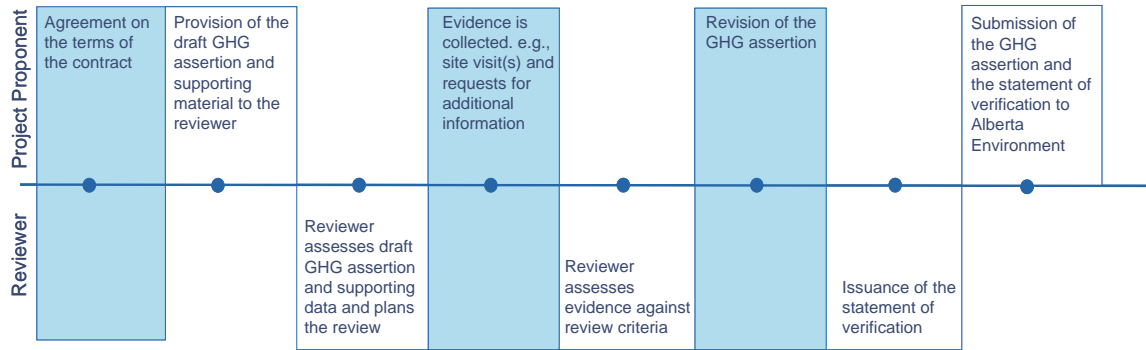 Project Proponent
Agreement on
the terms of
the contract
Provision of the
draft GHG
assertion and
supporting
material to the
reviewer
Evidence is
collected. e.g.,
site visit(s) and
requests for
additional
information
Revision of the
GHG assertion
Submission of
the GHG
assertion and
the statement of
verification to
Alberta
Environment
Reviewer
Reviewer
assesses draft
GHG assertion
and supporting
data and plans
the review
Reviewer
assesses
evidence against
review criteria
Issuance of the
statement of
verification